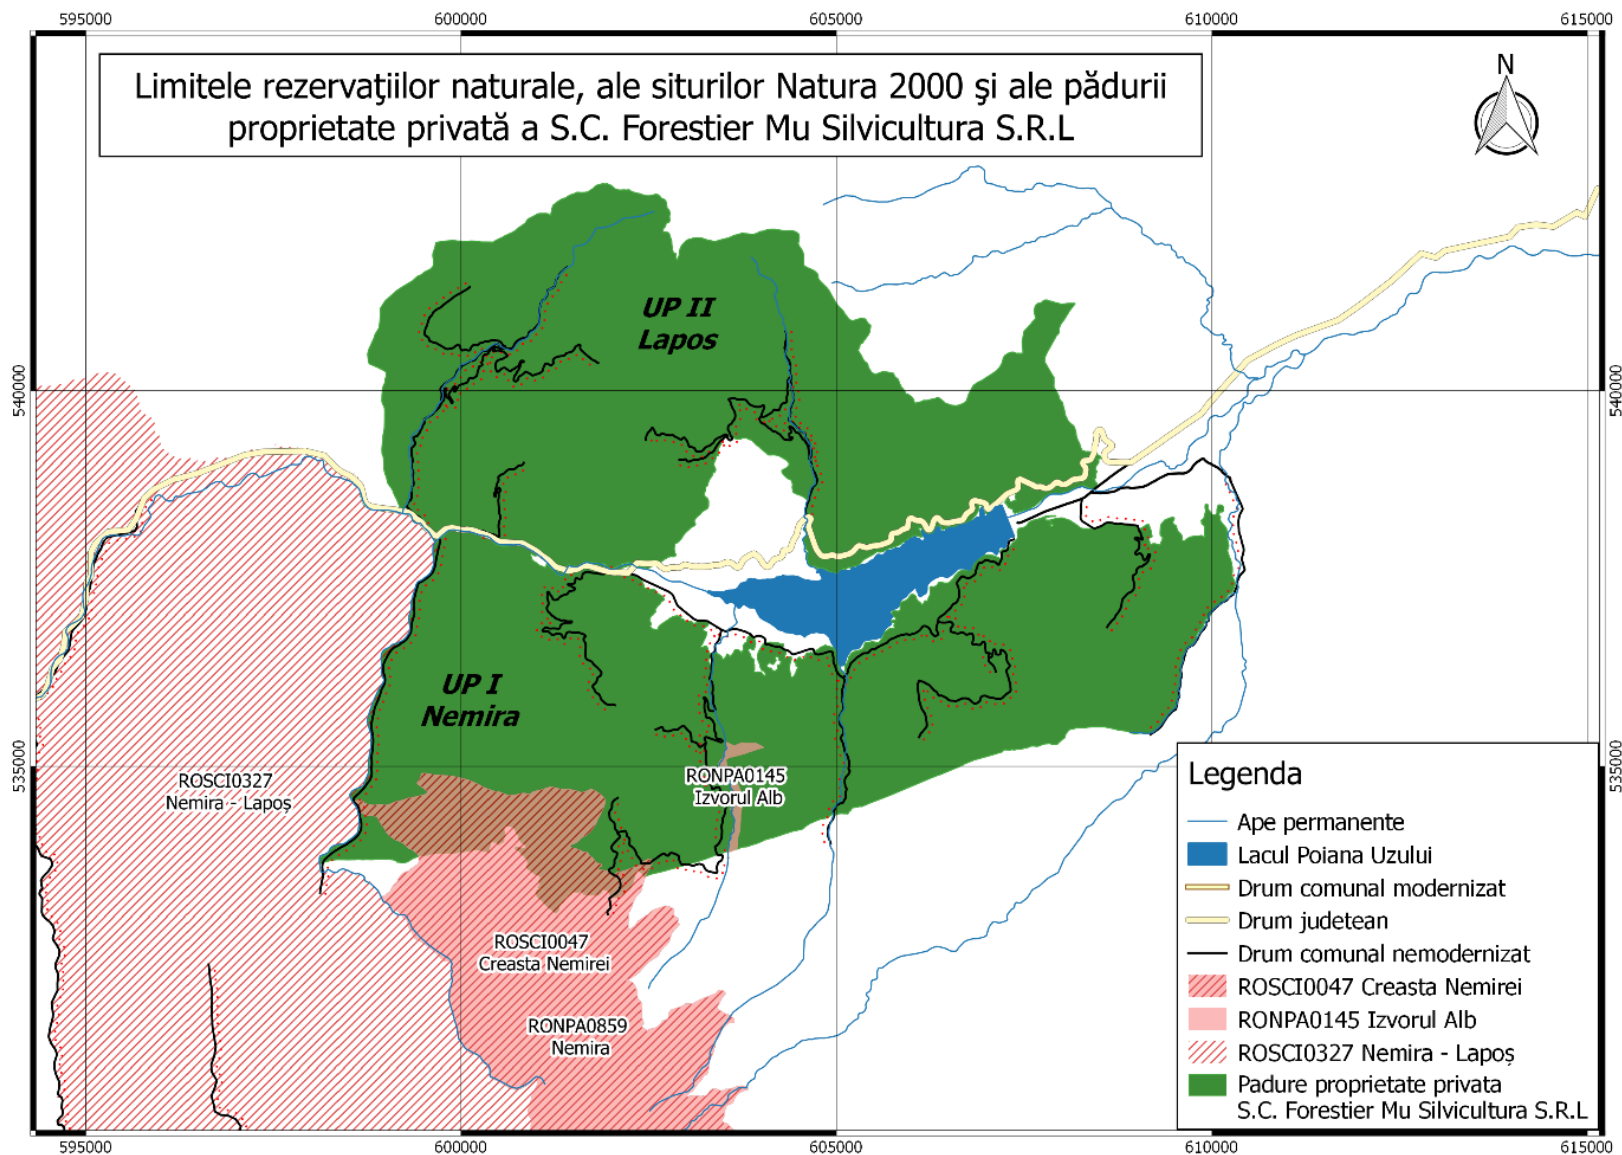 595000
600000
605000
610000
615000
Limitele rezervaţiilor naturale, ale siturilor Natura 2000 şi ale pădurii
proprietate privată a S.C. Forestier Mu Silvicultura S.R.L
N
UP II
Lapos
540000
540000
UP I
Nemira
535000
535000
ROSCI0327
Nemira - Lapoş
RONPA0145
Izvorul Alb
ROSCI0047
Creasta Nemirei
RONPA0859
Nemira
Legenda
Ape permanente
Lacul Poiana Uzului
Drum comunal modernizat
Drum judetean
Drum comunal nemodernizat
ROSCI0047 Creasta Nemirei
RONPA0145 Izvorul Alb
ROSCI0327 Nemira - Lapoş
Padure proprietate privata
S.C. Forestier Mu Silvicultura S.R.L
595000
600000
605000
610000
615000